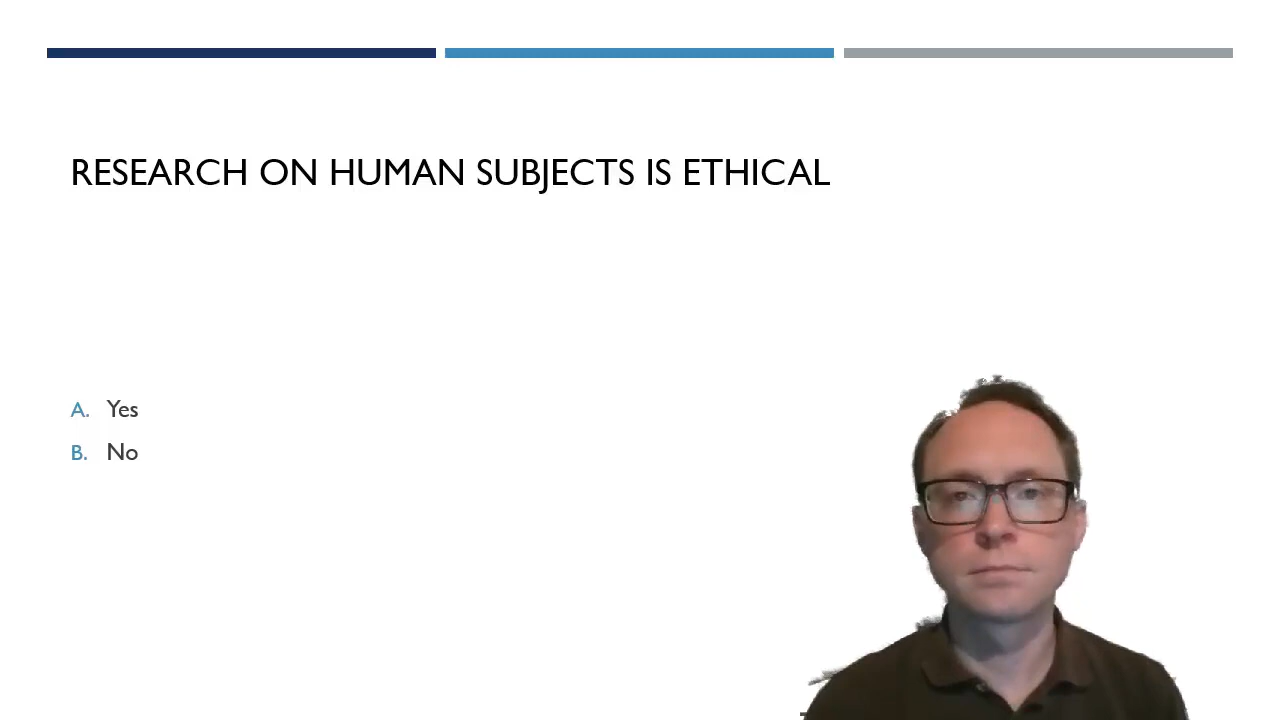 RESEARCH ON HUMAN SUBJECTS IS ETHICAL
A. Yes
B. No